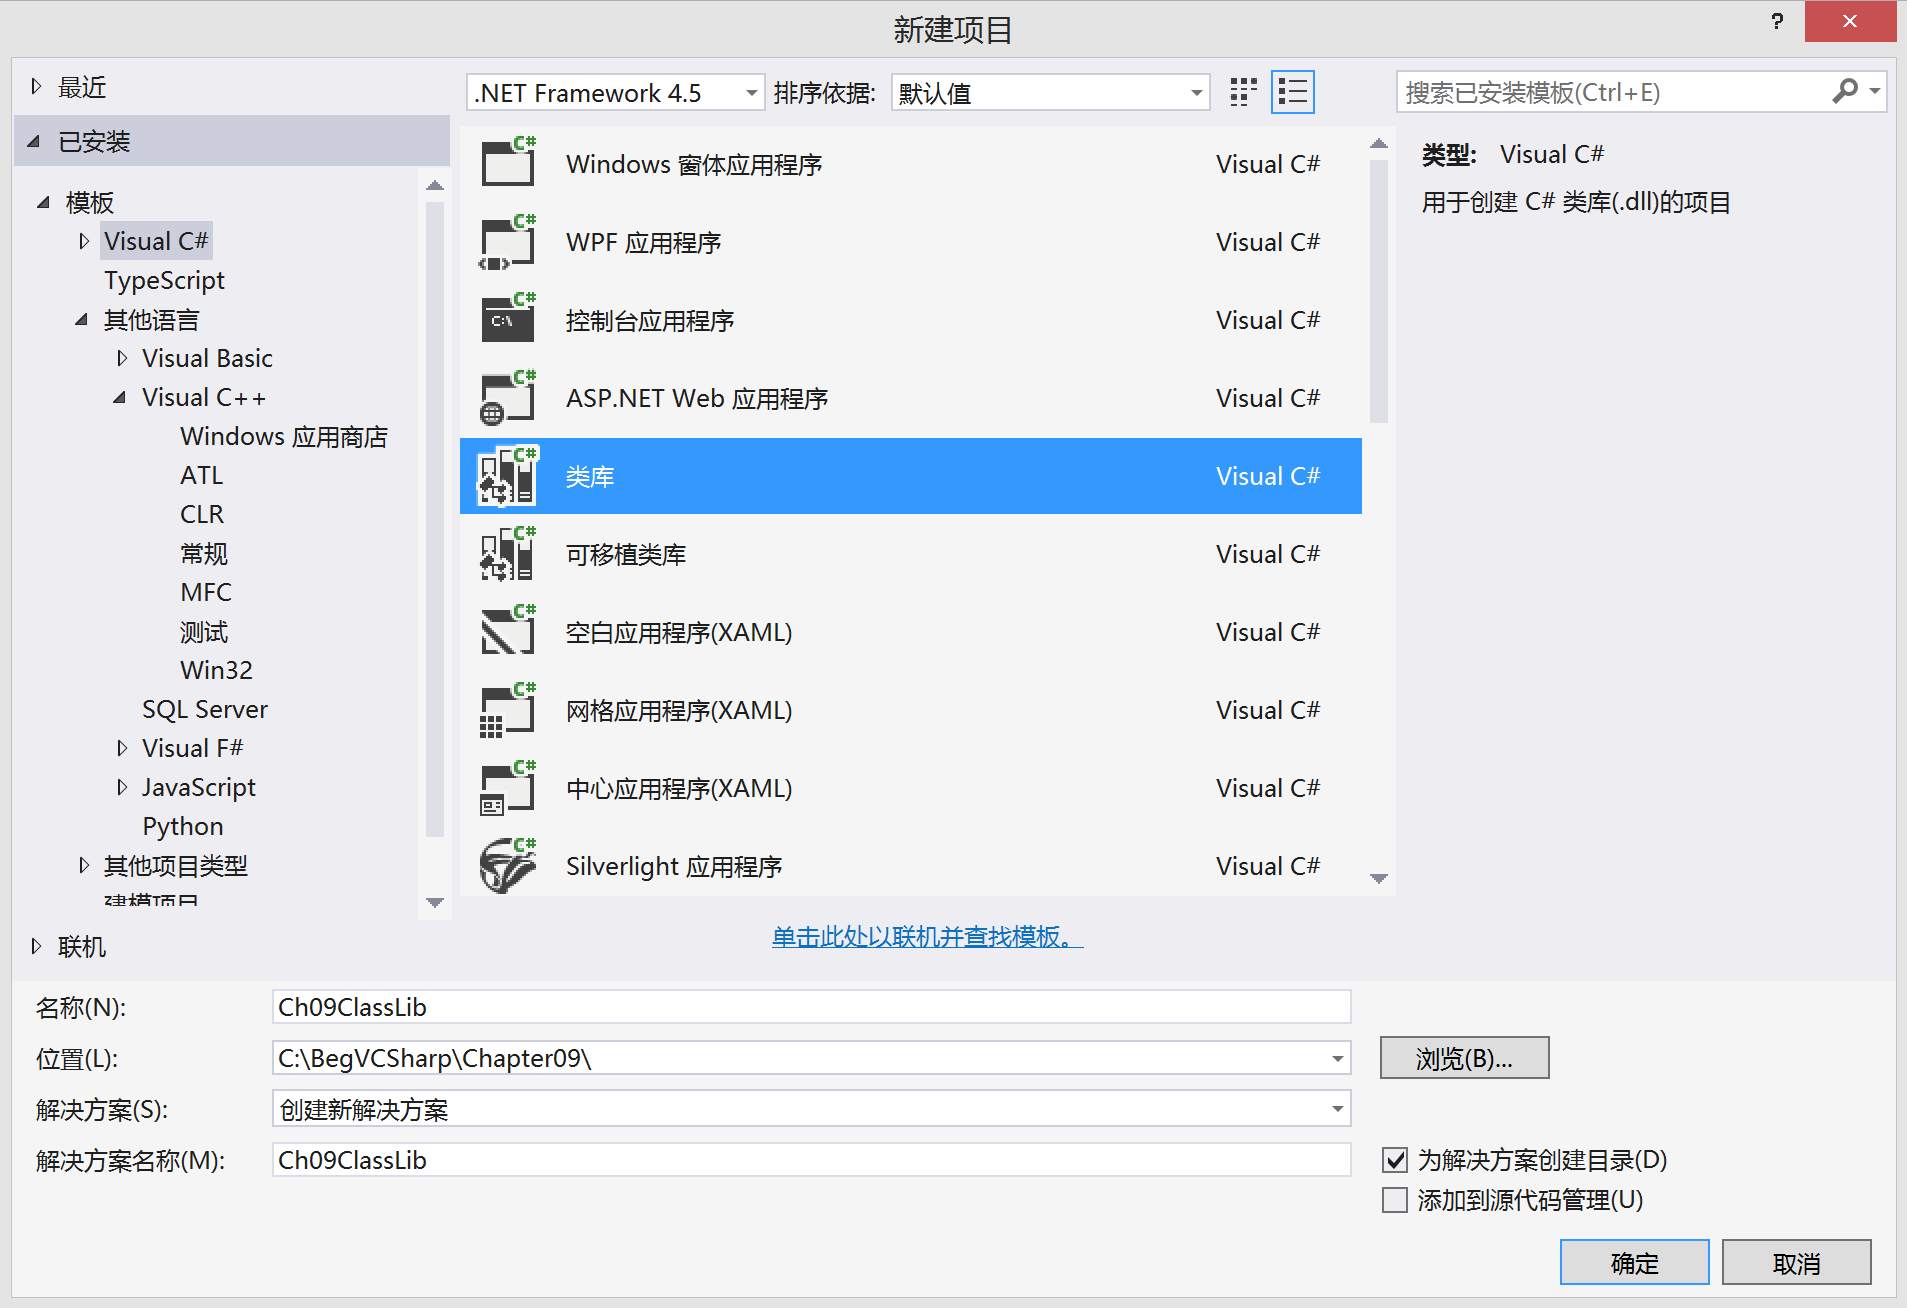 新建项目
?
最近
.NET Framework 4.5
排序依据:
默认值
搜索已安装模板(Ctrl+E)
已安装
模板
Visual C#
TypeScript
其他语言
Visual Basic
Visual C++
Windows 应用商店
ATL
CLR
常规
MFC
测试
Win32
SQL Server
Visual F#
JavaScript
Python
其他项目类型
建模项目
联机
Windows 窗体应用程序 Visual C#
WPF 应用程序 Visual C#
控制台应用程序 Visual C#
ASP.NET Web 应用程序 Visual C#
类库 Visual C#
可移植类库 Visual C#
空白应用程序(XAML) Visual C#
网格应用程序(XAML) Visual C#
中心应用程序(XAML) Visual C#
Silverlight 应用程序 Visual C#
单击此处以联机并查找模板。
类型: Visual C#
用于创建 C# 类库(.dll)的项目
名称(N): Ch09ClassLib
位置(L): C:\BegVCSharp\Chapter09\
浏览(B)...
解决方案(S): 创建新解决方案
解决方案名称(M): Ch09ClassLib
为解决方案创建目录(D)
添加到源代码管理(U)
确定
取消